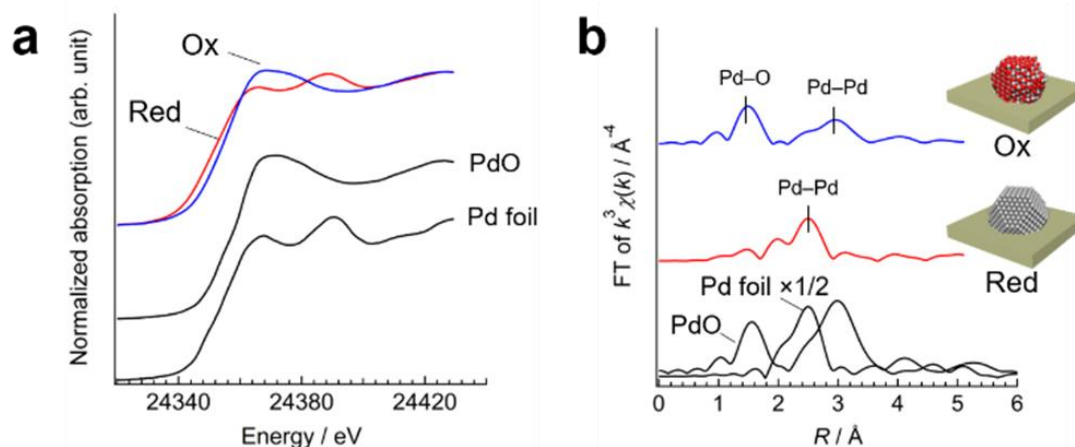 a
Normalized absorption (arb. unit)
Ox
Red
PdO
Pd foil
24340
24380
24420
Energy / eV
b
FT of k³ χ(k) / Å⁻⁴
Pd–O
Pd–Pd
Ox
Pd–Pd
Red
Pd foil ×1/2
PdO
0 1 2 3 4 5 6
R / Å